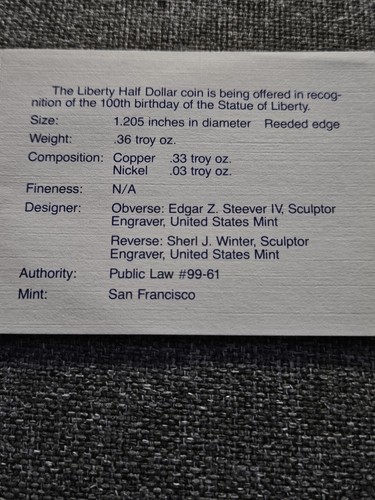 The Liberty Half Dollar coin is being offered in recog-
nition of the 100th birthday of the Statue of Liberty.
Size: 1.205 inches in diameter Reeded edge
Weight: .36 troy oz.
Composition: Copper .33 troy oz.
Nickel .03 troy oz.
Fineness: N/A
Designer: Obverse: Edgar Z. Steever IV, Sculptor
Engraver, United States Mint
Reverse: Sherl J. Winter, Sculptor
Engraver, United States Mint
Authority: Public Law #99-61
Mint: San Francisco